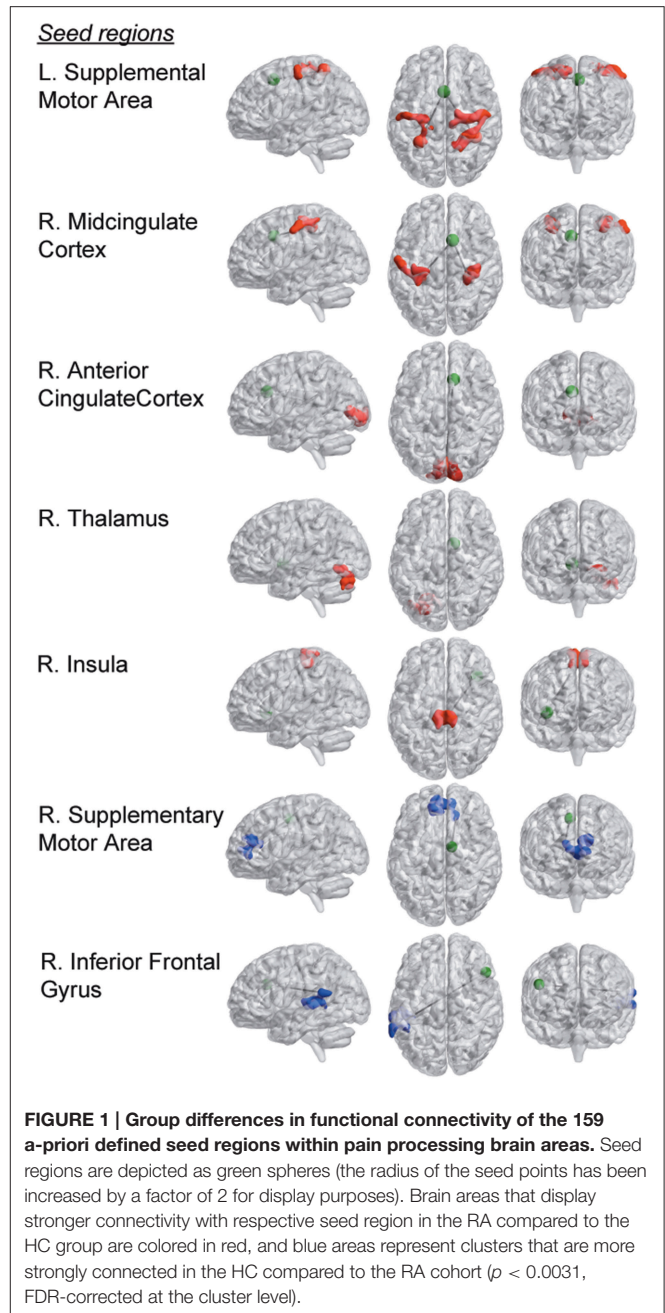 Seed regions
L. Supplemental
Motor Area
R. Midcingulate
Cortex
R. Anterior
CingulateCortex
R. Thalamus
R. Insula
R. Supplementary
Motor Area
R. Inferior Frontal
Gyrus
FIGURE 1 | Group differences in functional connectivity of the 159
a-priori defined seed regions within pain processing brain areas. Seed
regions are depicted as green spheres (the radius of the seed points has been
increased by a factor of 2 for display purposes). Brain areas that display
stronger connectivity with respective seed region in the RA compared to the
HC group are colored in red, and blue areas represent clusters that are more
strongly connected in the HC compared to the RA cohort (p < 0.0031,
FDR-corrected at the cluster level).